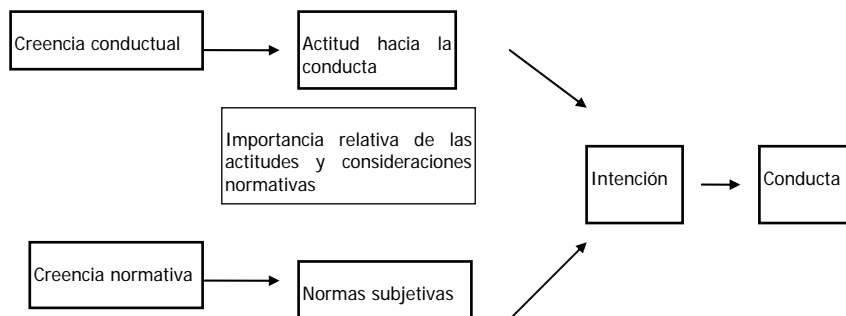 Creencia conductual
Actitud hacia la
conducta
Importancia relativa de las
actitudes y consideraciones
normativas
Intención
Conducta
Creencia normativa
Normas subjetivas